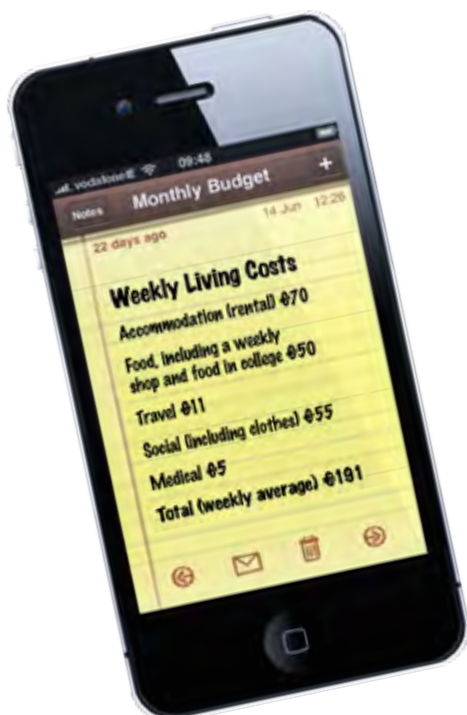 vodafone IE 09:48
Notes Monthly Budget +
22 days ago 14 Jun 12:26
Weekly Living Costs
Accommodation (rental) €70
Food, including a weekly
shop and food in college €50
Travel €11
Social (including clothes) €55
Medical €5
Total (weekly average) €191